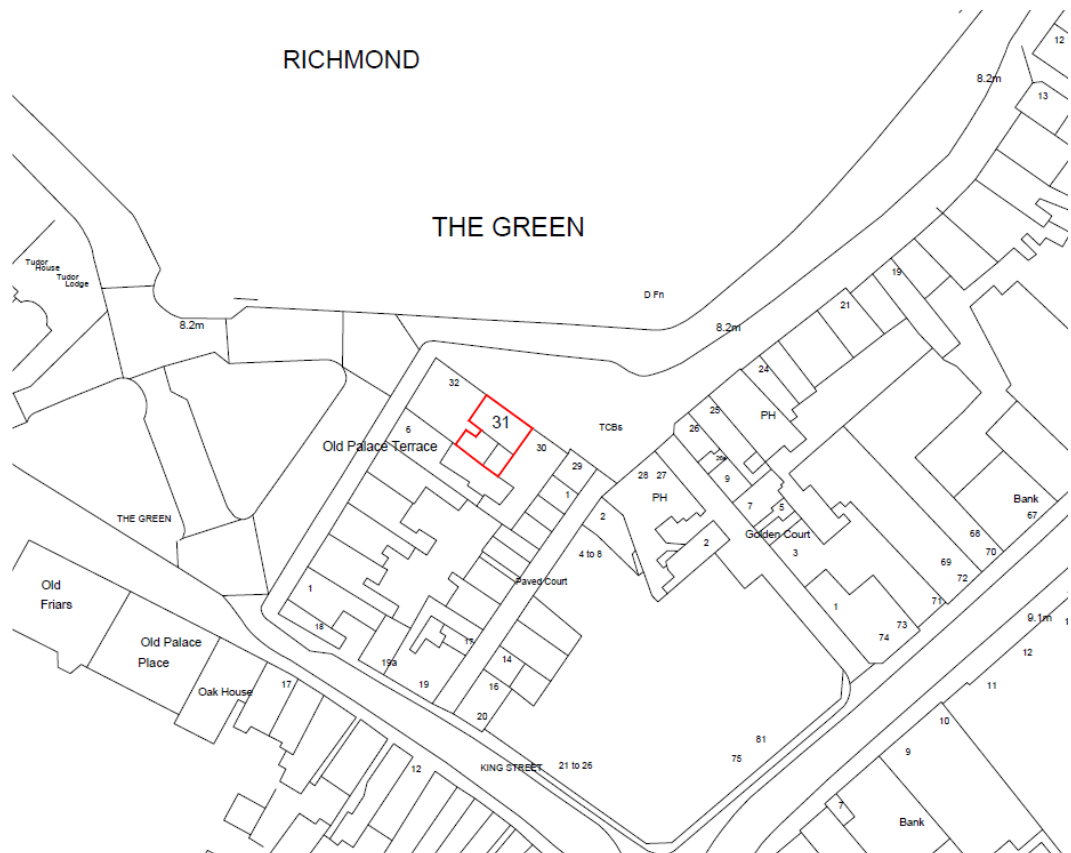 RICHMOND
12
8.2m
13
THE GREEN
Tudor
House
Tudor
Lodge
D Fn
19
21
8.2m
8.2m
24
32
25
PH
31
26
6
TCBs
30
Old Palace Terrace
29
28 27
9
1
PH
7
5
Bank
67
2
THE GREEN
68
Golden Court
2
4 to 8
3
70
69
72
Old
Friars
Paved Court
1
71
1
73
9.1m
18
74
17
Old Palace
Place
14
12
19a
Oak House
17
19
16
11
20
10
81
9
75
KING STREET
21 to 26
12
7
Bank